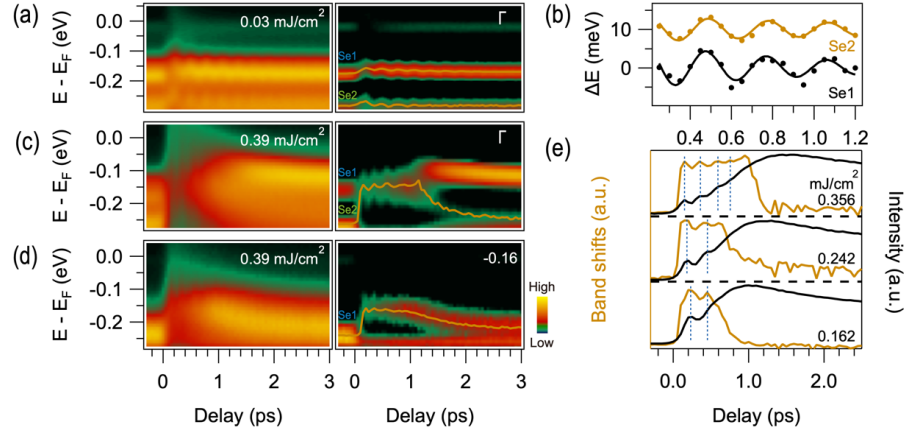 (a)
E - E_F (eV)
0.0
-0.1
-0.2
0.03 mJ/cm²
Γ
Se1
Se2
(b)
ΔE (meV)
10
0
Se2
Se1
0.4 0.6 0.8 1.0 1.2
(c)
E - E_F (eV)
0.0
-0.1
-0.2
0.39 mJ/cm²
Γ
Se1
Se2
(d)
E - E_F (eV)
0.0
-0.1
-0.2
0.39 mJ/cm²
-0.16
Se1
High
Low
0 1 2 3
0 1 2 3
Delay (ps)
Delay (ps)
(e)
Band shifts (a.u.)
Intensity (a.u.)
mJ/cm²
0.356
0.242
0.162
0.0 1.0 2.0
Delay (ps)